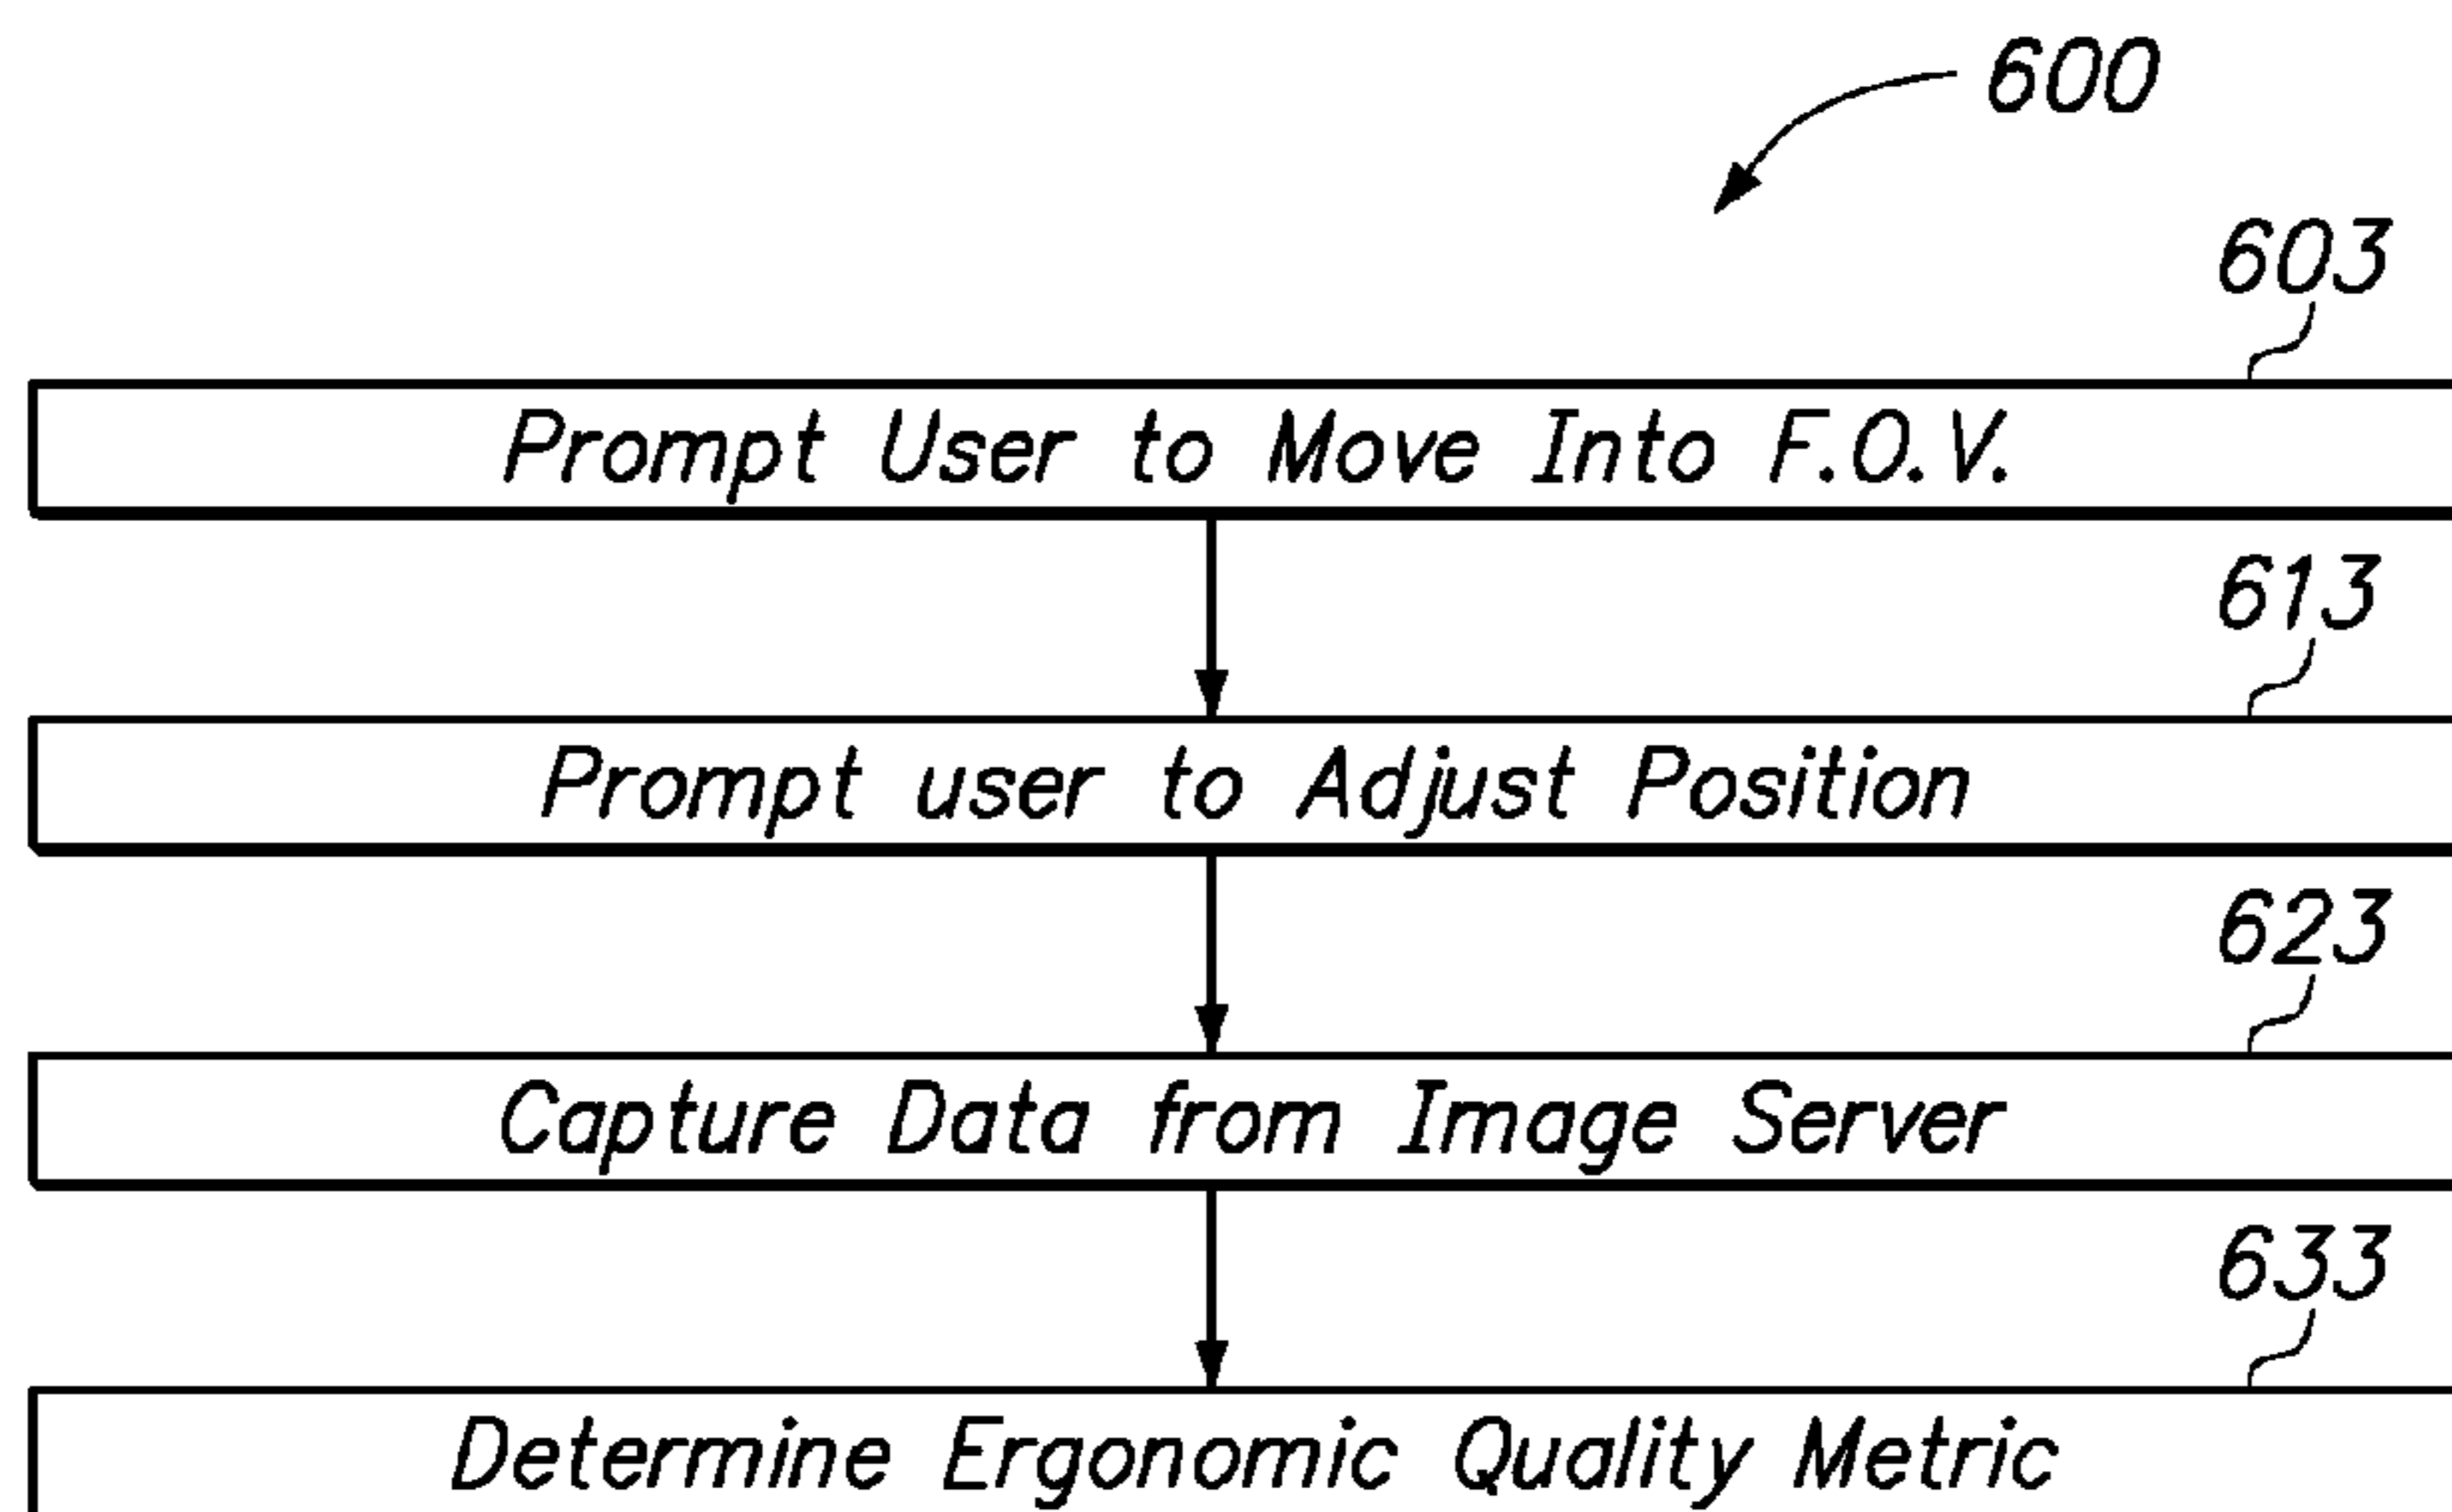 600
603
Prompt User to Move Into F.O.V.
613
Prompt user to Adjust Position
623
Capture Data from Image Server
633
Determine Ergonomic Quality Metric